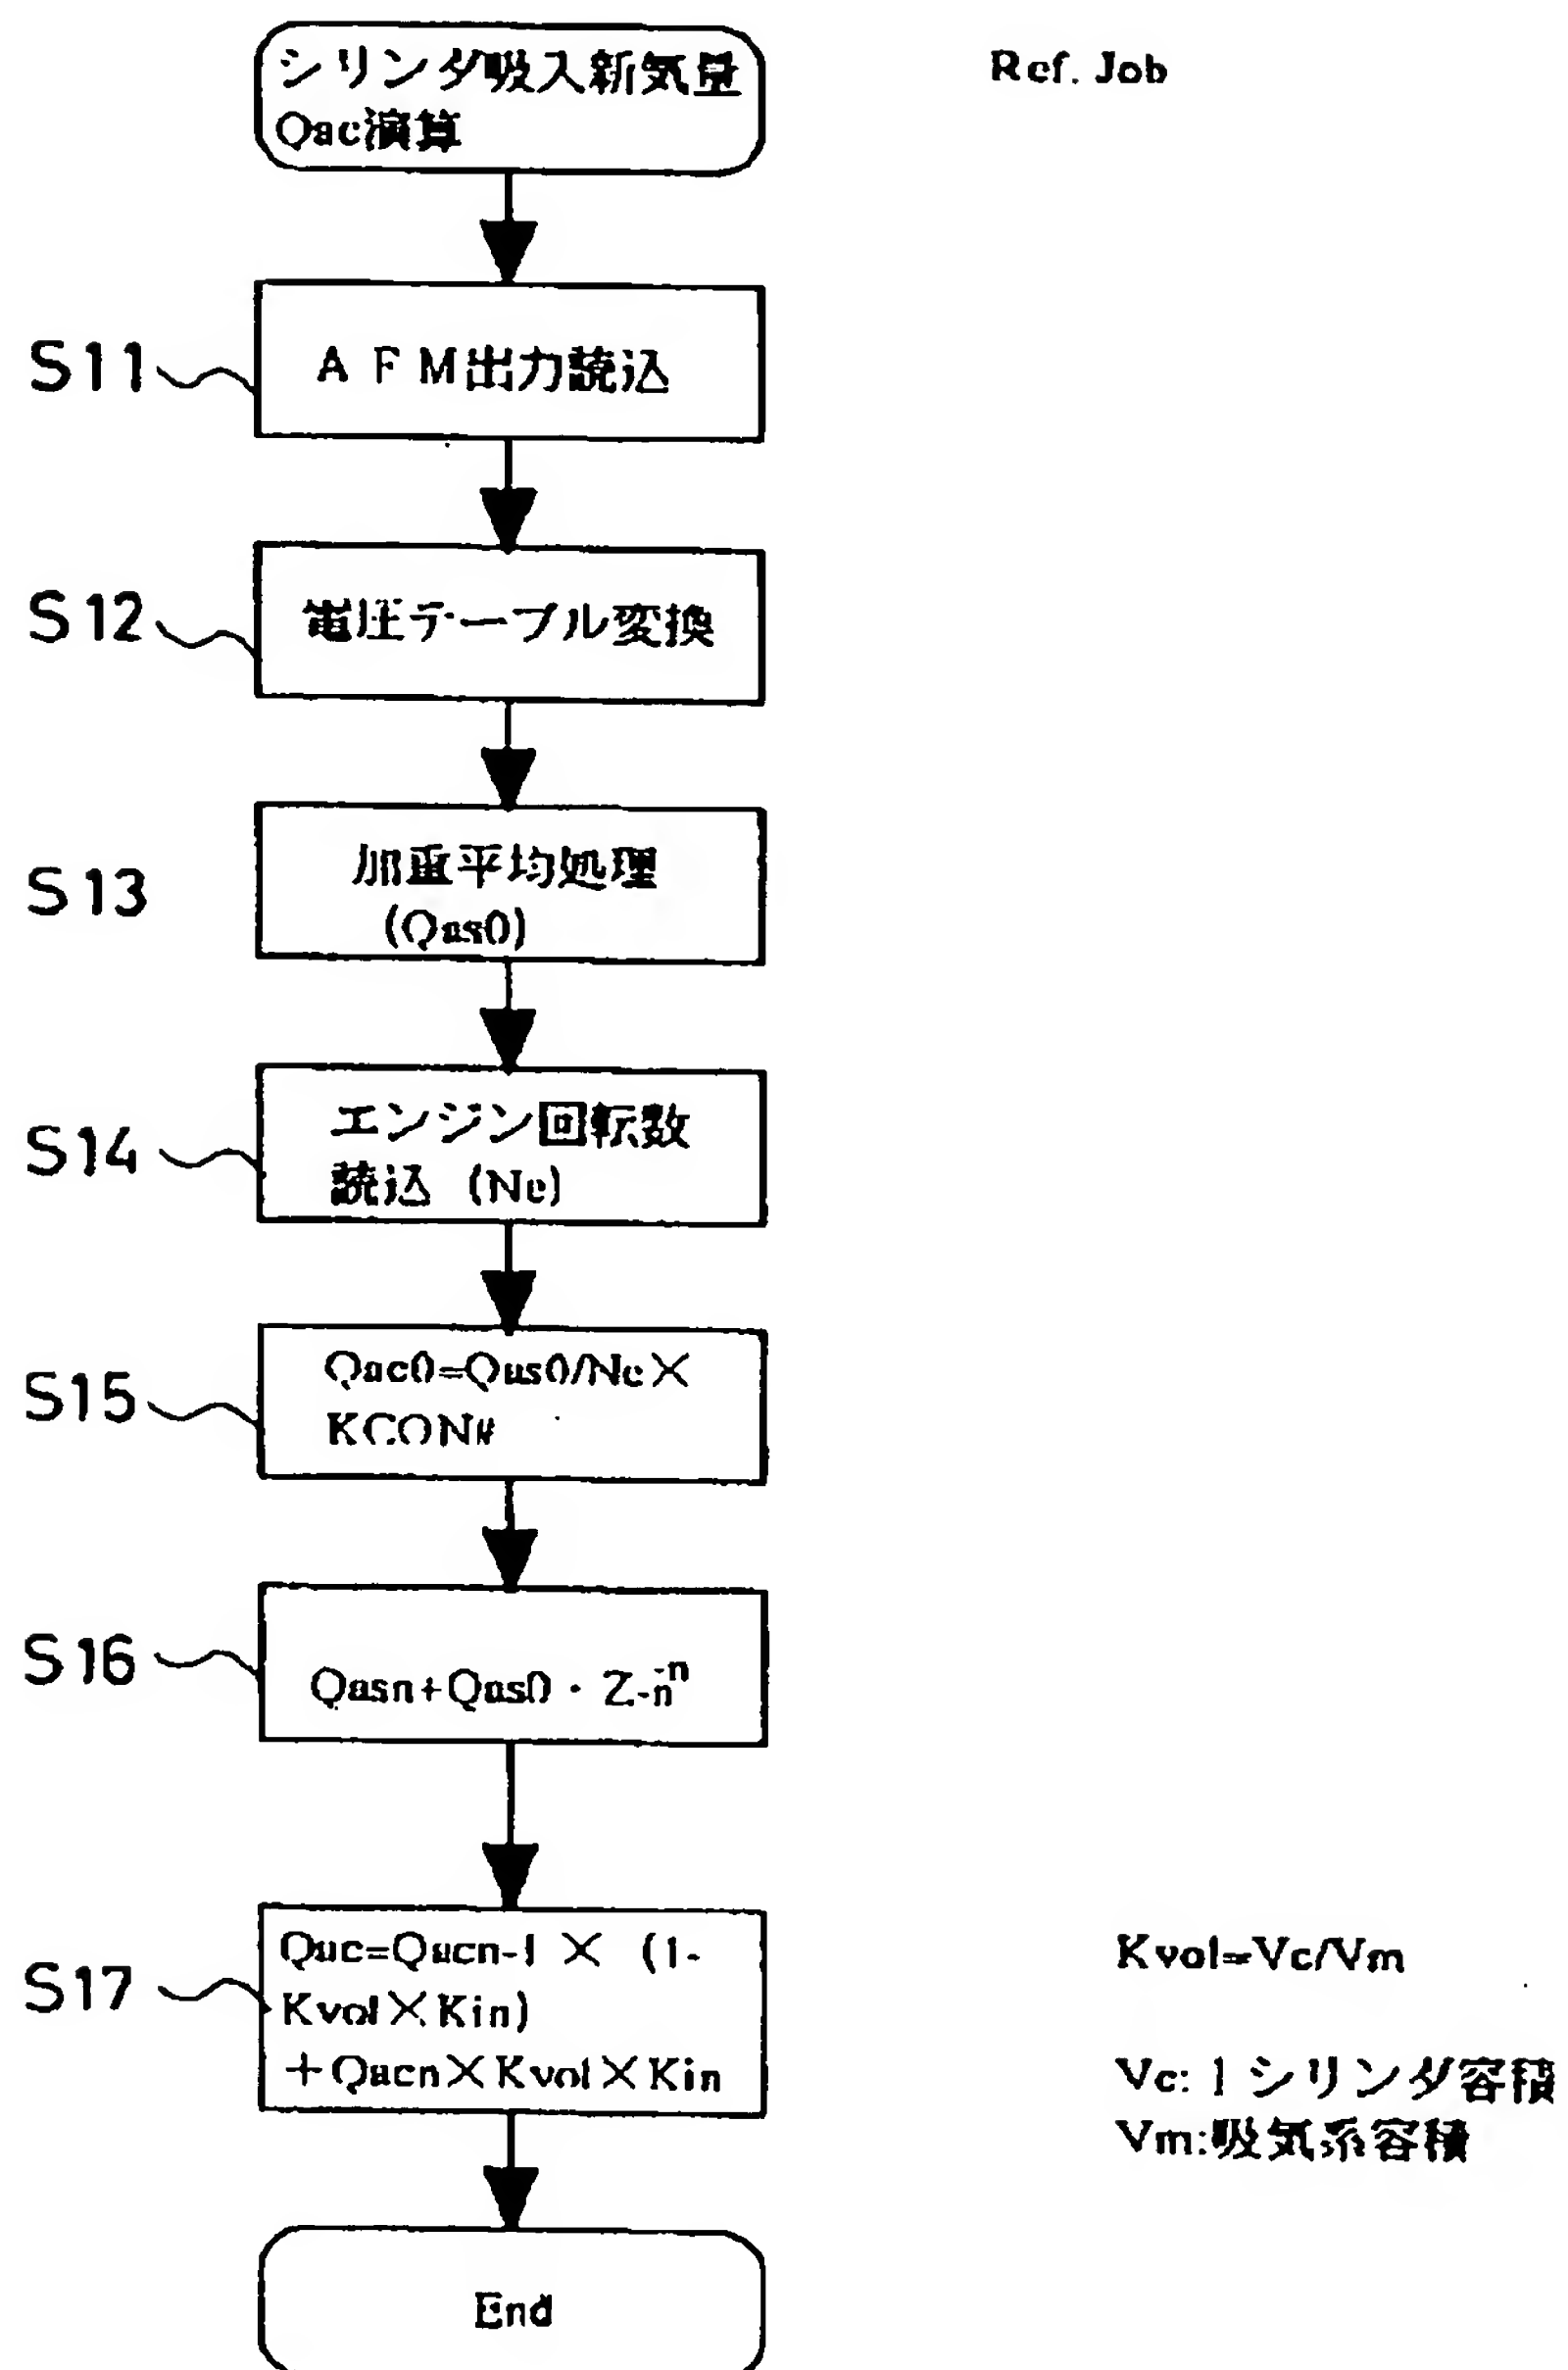 シリンダ吸入新気量
Qac演算
Ref. Job
S11
AFM出力読込
S12
電圧テーブル変換
S13
加重平均処理
(Qas0)
S14
エンジン回転数
読込 (Ne)
S15
Qac0=Qas0/Ne×
KCON#
S16
Qasn+Qas0・Z-n-n
S17
Qac=Qacn-1 × (1-
Kvol×Kin)
+Qacn×Kvol×Kin
Kvol=Vc/Vm
Vc: 1シリンダ容積
Vm:吸気系容積
End